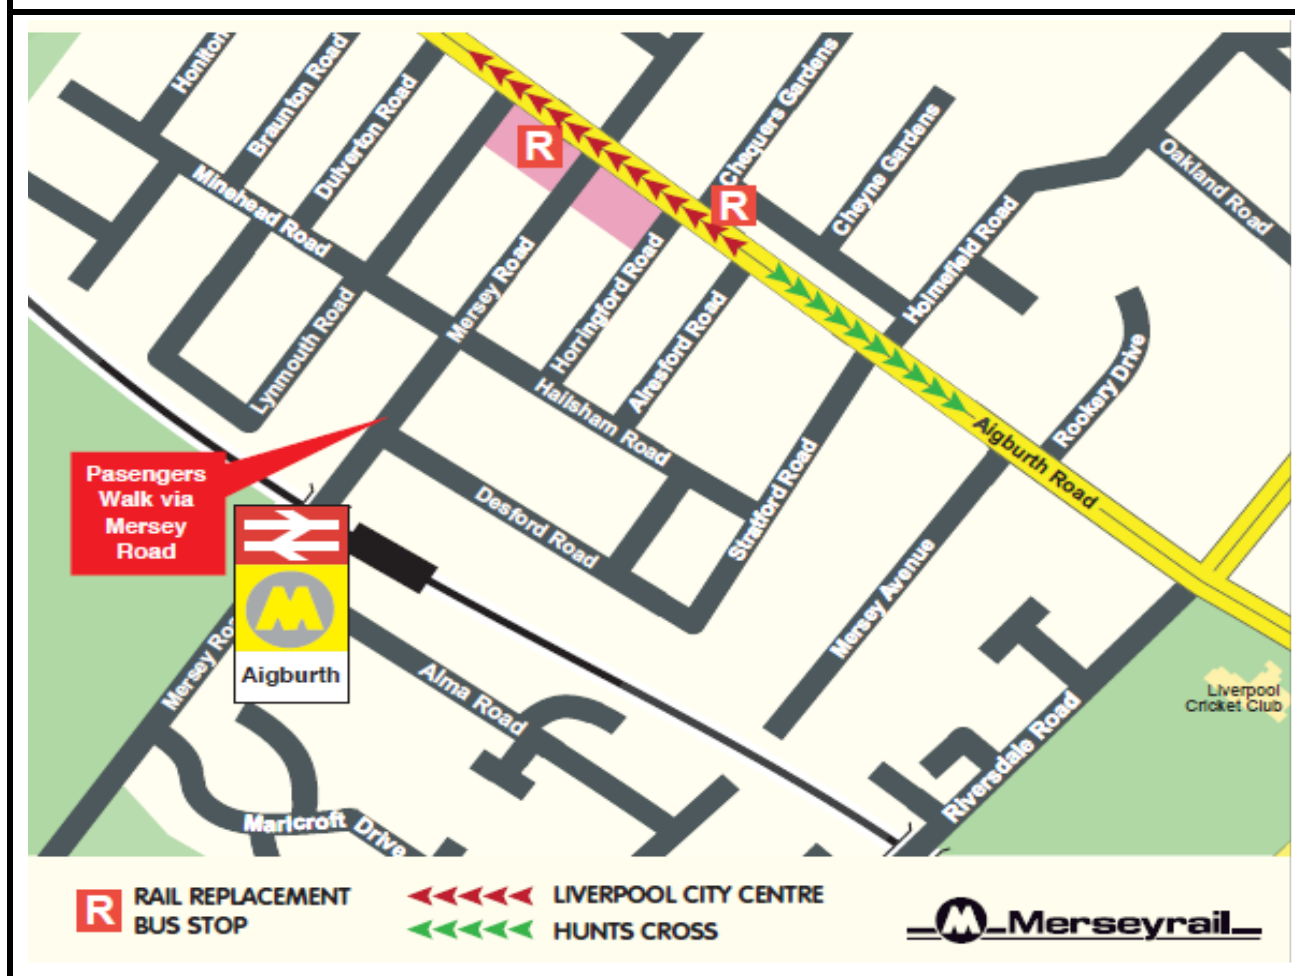 Honiton
Braunton Road
Dulverton Road
Minehead Road
Lynmouth Road
Mersey Road
R
R
Chequers Gardens
Cheyne Gardens
Horringford Road
Alresford Road
Holmefield Road
Oakland Road
Hailsham Road
Rookery Drive
Aigburth Road
Stratford Road
Desford Road
Mersey Avenue
Pasengers
Walk via
Mersey
Road
M
Aigburth
Mersey Roa
Alma Road
Maricroft Drive
Riversdale Road
Liverpool
Cricket Club
R RAIL REPLACEMENT
BUS STOP
LIVERPOOL CITY CENTRE
HUNTS CROSS
M Merseyrail